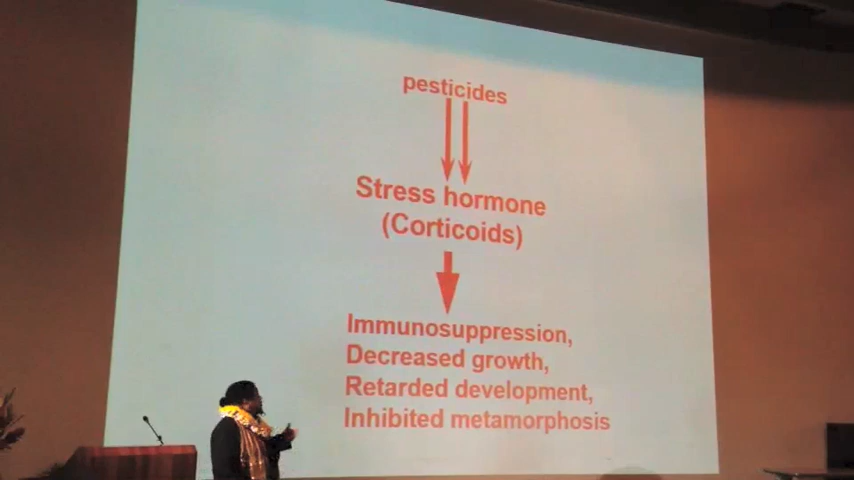 pesticides
Stress hormone
(Corticoids)
Immunosuppression,
Decreased growth,
Retarded development,
Inhibited metamorphosis